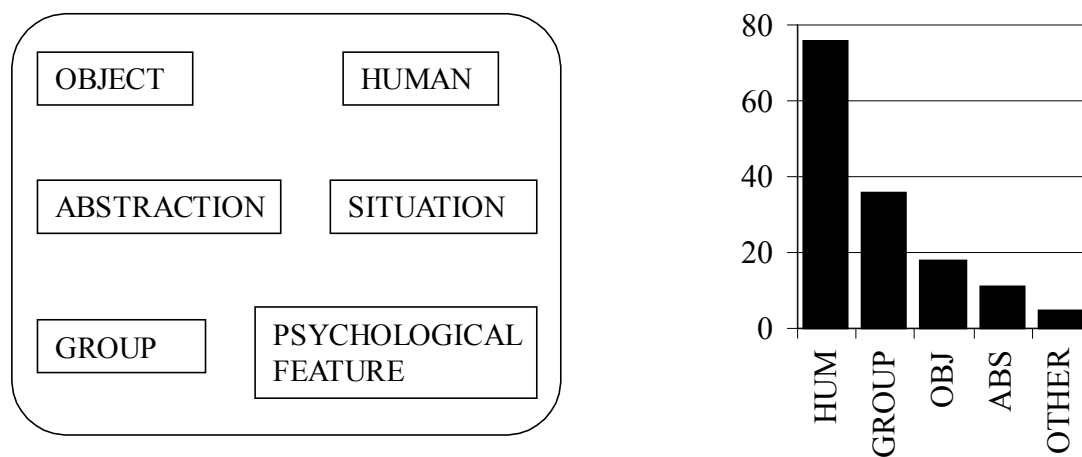 OBJECT
HUMAN
ABSTRACTION
SITUATION
GROUP
PSYCHOLOGICAL
FEATURE
80
60
40
20
0
HUM
GROUP
OBJ
ABS
OTHER